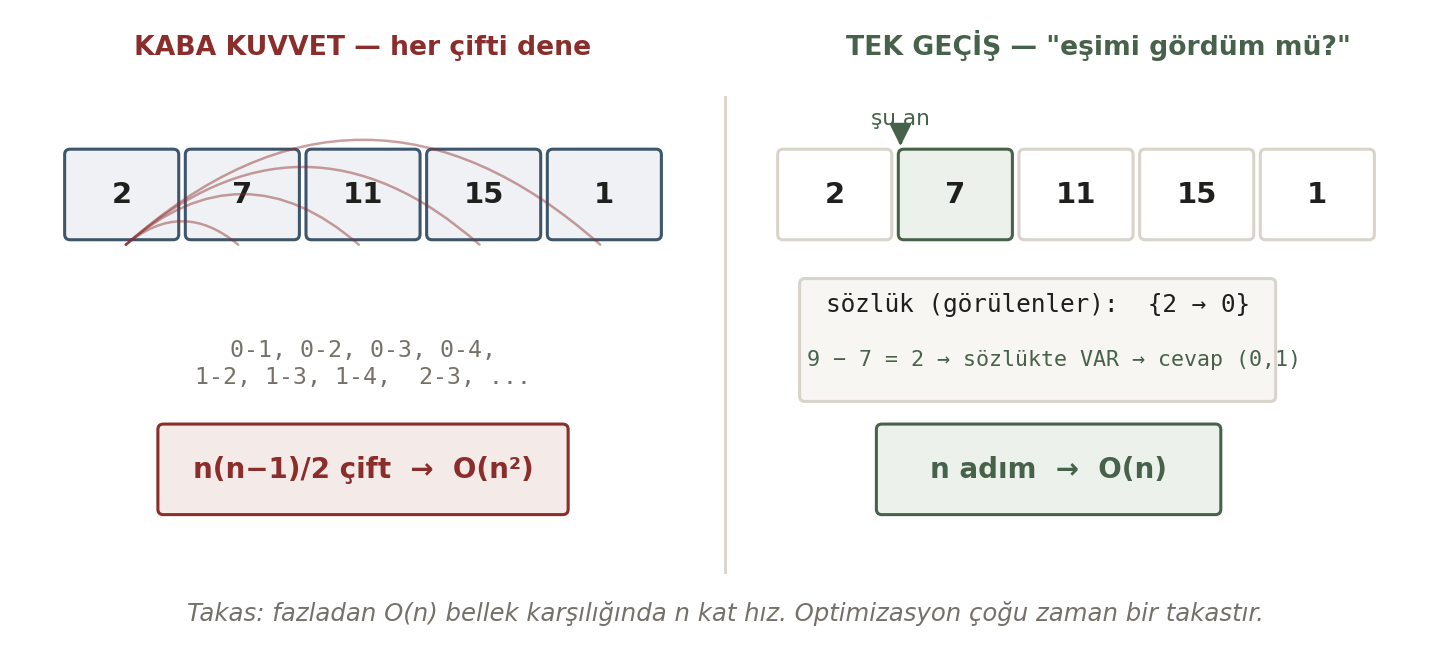 KABA KUVVET — her çifti dene
2 7 11 15 1
0-1, 0-2, 0-3, 0-4,
1-2, 1-3, 1-4,  2-3, ...
n(n−1)/2 çift → O(n²)
TEK GEÇİŞ — "eşimi gördüm mü?"
şu an
2 7 11 15 1
sözlük (görülenler):  {2 → 0}
9 − 7 = 2 → sözlükte VAR → cevap (0,1)
n adım → O(n)
Takas: fazladan O(n) bellek karşılığında n kat hız. Optimizasyon çoğu zaman bir takastır.